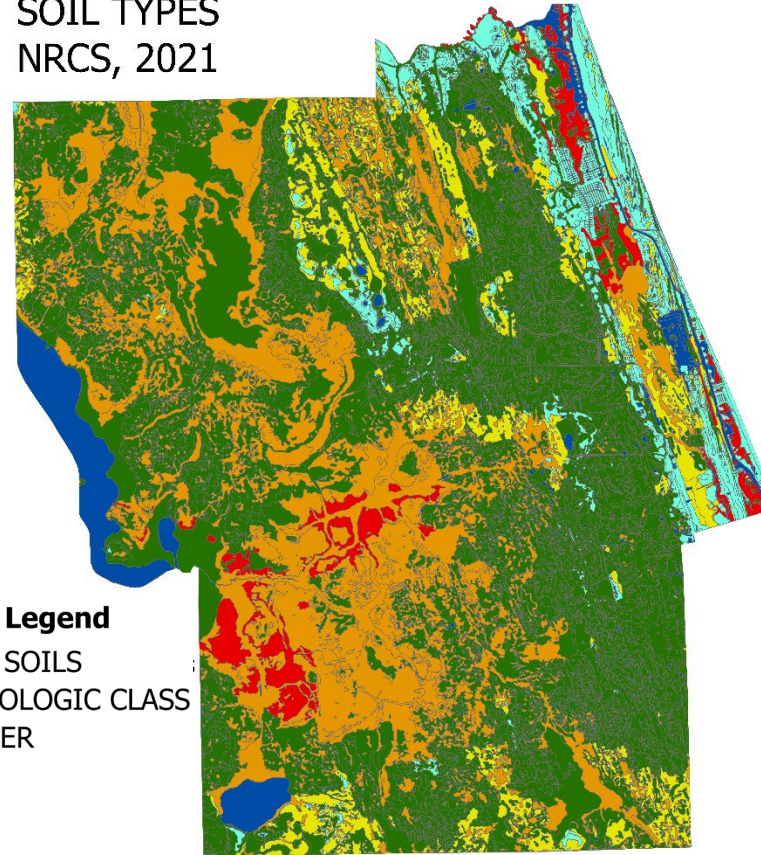 SOIL TYPES
NRCS, 2021
Legend
SOILS
OLOGIC CLASS
ER